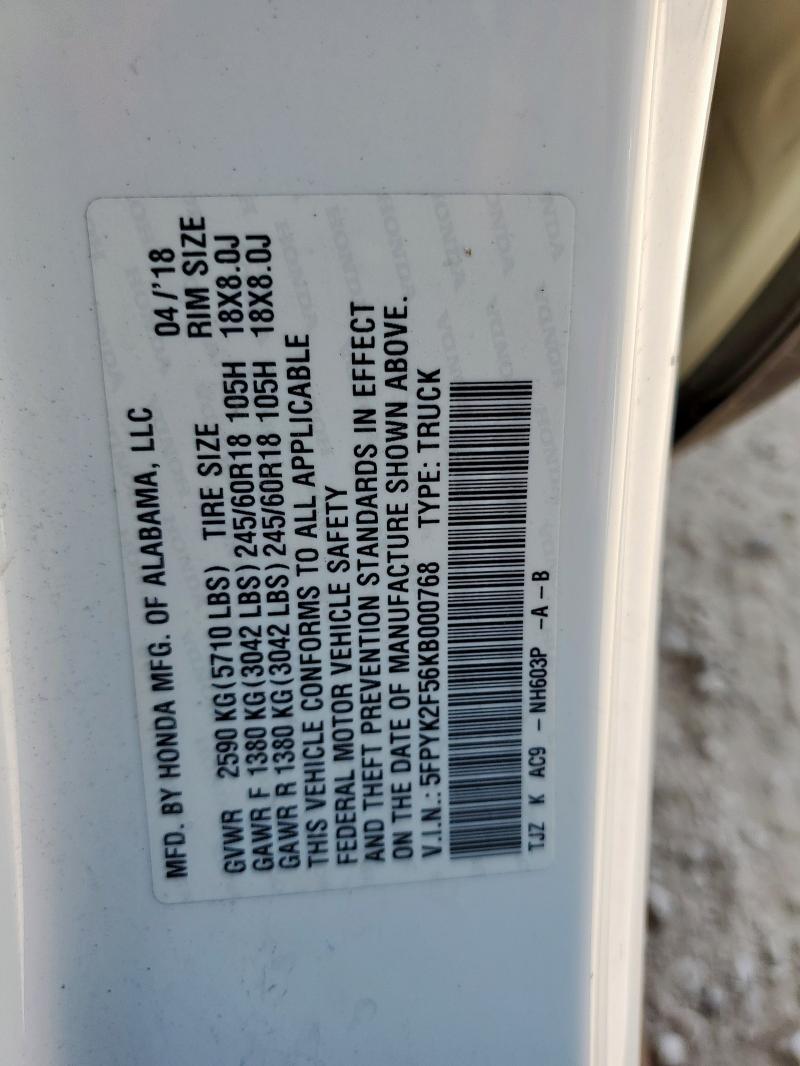 MFD. BY HONDA MFG. OF ALABAMA, LLC 04/'18
GVWR 2590 KG(5710 LBS) TIRE SIZE RIM SIZE
GAWR F 1380 KG(3042 LBS)245/60R18 105H 18X8.0J
GAWR R 1380 KG(3042 LBS)245/60R18 105H 18X8.0J
THIS VEHICLE CONFORMS TO ALL APPLICABLE
FEDERAL MOTOR VEHICLE SAFETY
AND THEFT PREVENTION STANDARDS IN EFFECT
ON THE DATE OF MANUFACTURE SHOWN ABOVE.
V.I.N.: 5FPYK2F56KB000768 TYPE: TRUCK
TJZ K AC9 - NH603P -A-B